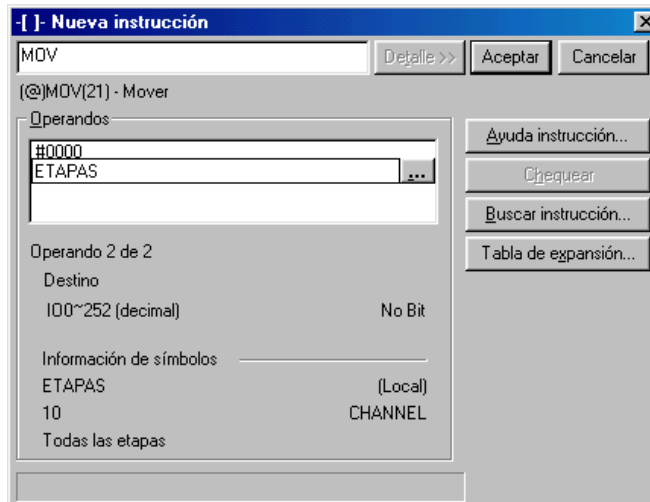 -[ ]- Nueva instrucción
MOV
Detalle >>
Aceptar
Cancelar
(@)MOV(21) - Mover
Operandos
#0000
ETAPAS
...
Ayuda instrucción...
Chequear
Buscar instrucción...
Tabla de expansión...
Operando 2 de 2
Destino
IO0~252 (decimal) No Bit
Información de símbolos
ETAPAS (Local)
10 CHANNEL
Todas las etapas